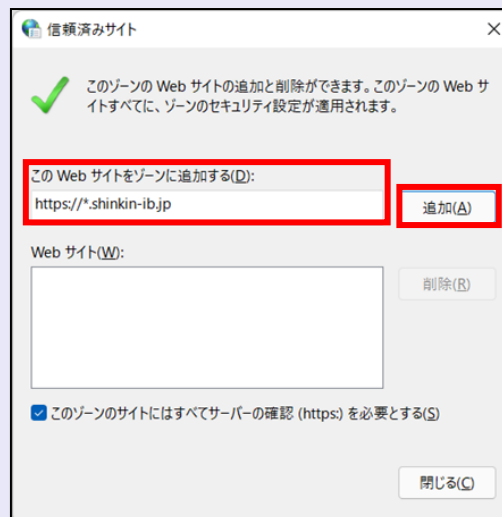 信頼済みサイト
このゾーンの Web サイトの追加と削除ができます。このゾーンの Web サ
イトすべてに、ゾーンのセキュリティ設定が適用されます。
この Web サイトをゾーンに追加する(D):
https://*.shinkin-ib.jp
追加(A)
Web サイト(W):
削除(R)
このゾーンのサイトにはすべてサーバーの確認 (https:) を必要とする(S)
閉じる(C)